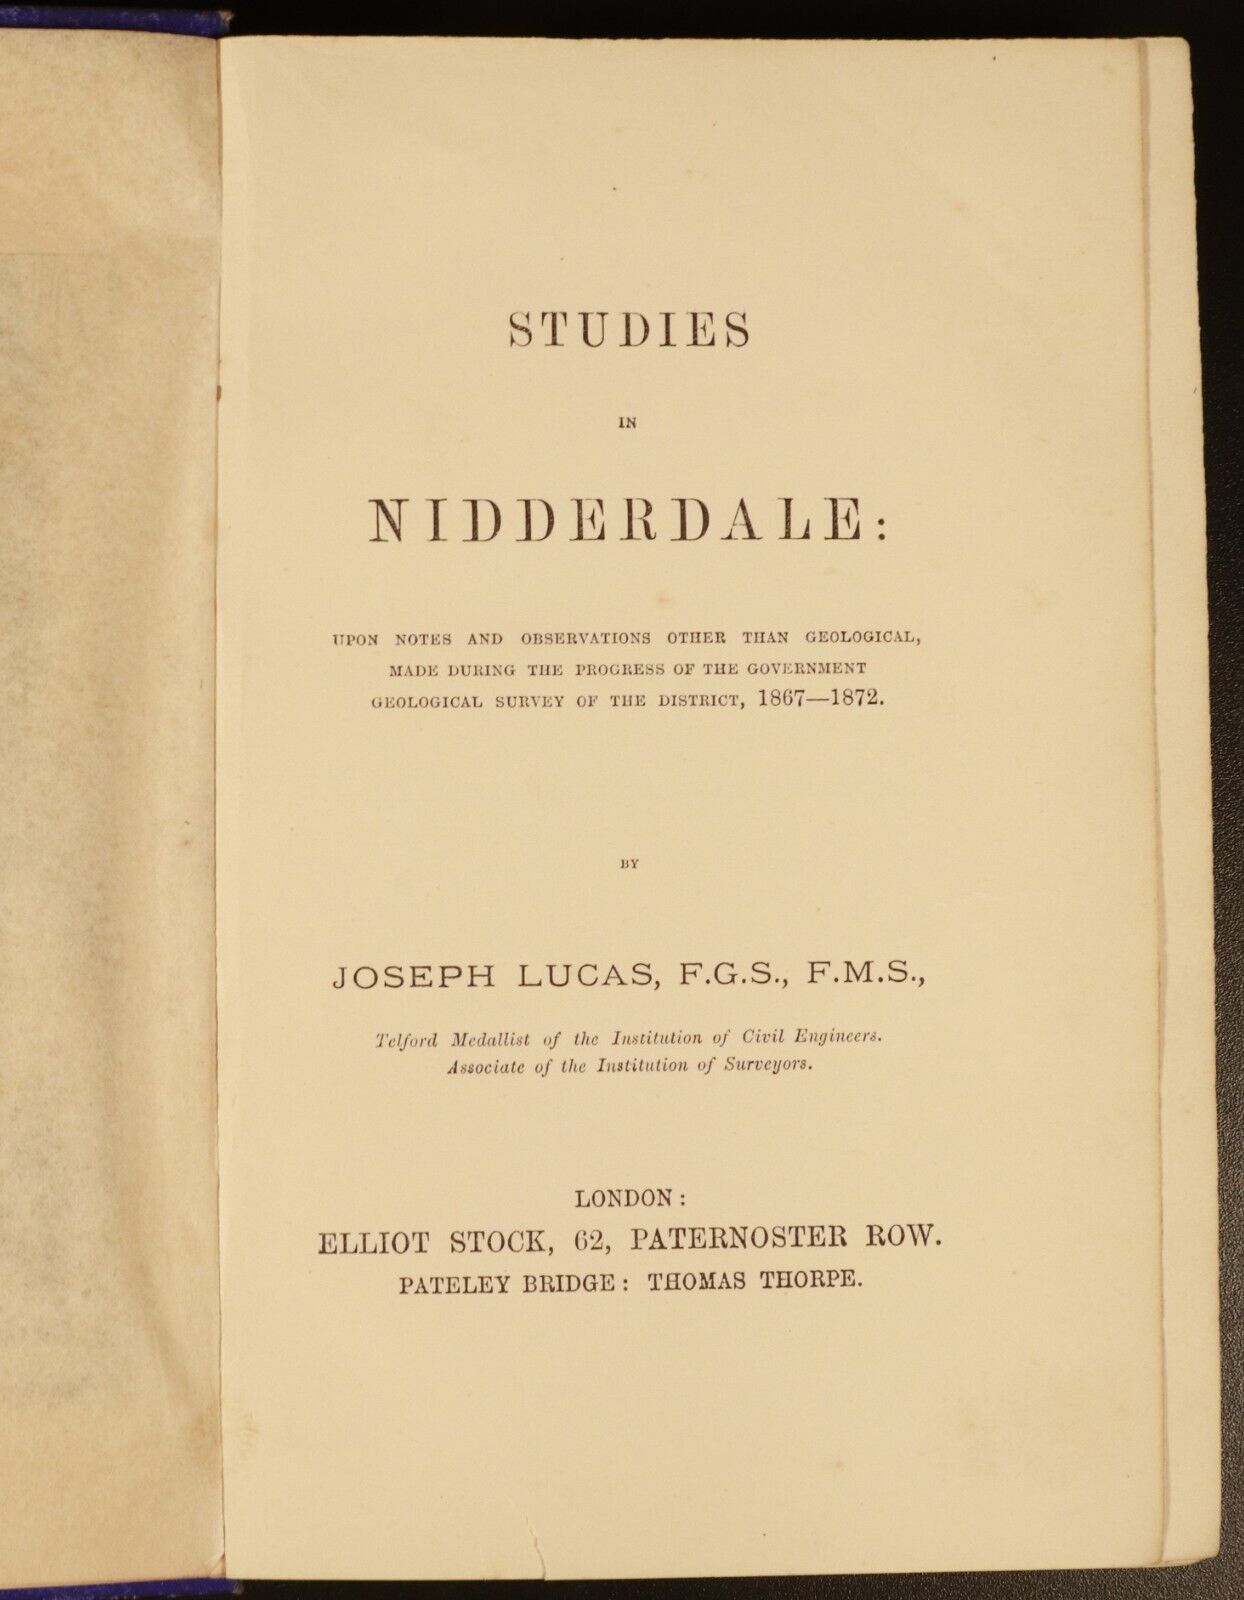 STUDIES
IN
NIDDERDALE:
UPON NOTES AND OBSERVATIONS OTHER THAN GEOLOGICAL,
MADE DURING THE PROGRESS OF THE GOVERNMENT
GEOLOGICAL SURVEY OF THE DISTRICT, 1867—1872.
BY
JOSEPH LUCAS, F.G.S., F.M.S.,
Telford Medallist of the Institution of Civil Engineers.
Associate of the Institution of Surveyors.
LONDON:
ELLIOT STOCK, 62, PATERNOSTER ROW.
PATELEY BRIDGE: THOMAS THORPE.